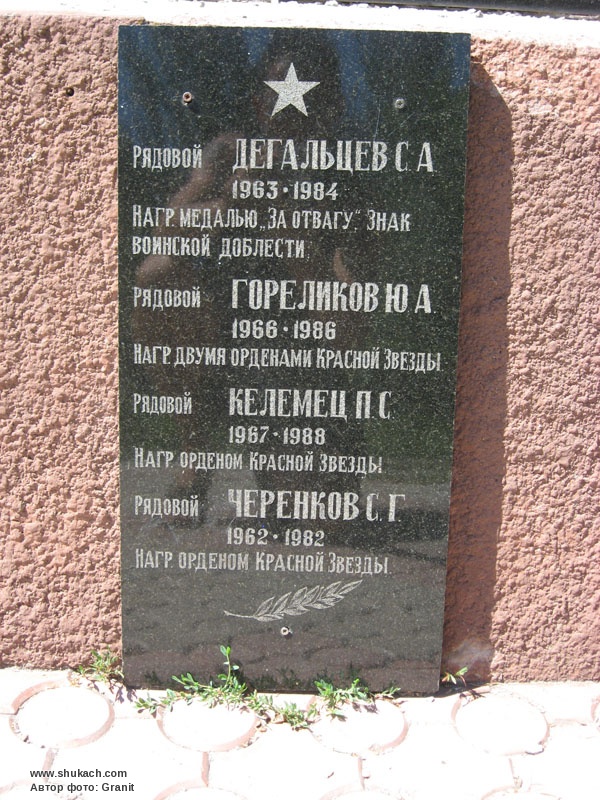 Рядовой Дегальцев С. А.
1963 • 1984
Нагр. медалью „За отвагу”. Знак
воинской доблести.
Рядовой Гореликов Ю. А.
1966 • 1986
Нагр. двумя орденами Красной Звезды.
Рядовой Келемец П. С.
1967 • 1988
Нагр. орденом Красной Звезды.
Рядовой Черенков С. Г.
1962 • 1982
Нагр. орденом Красной Звезды.
www.shukach.com
Автор фото: Granit